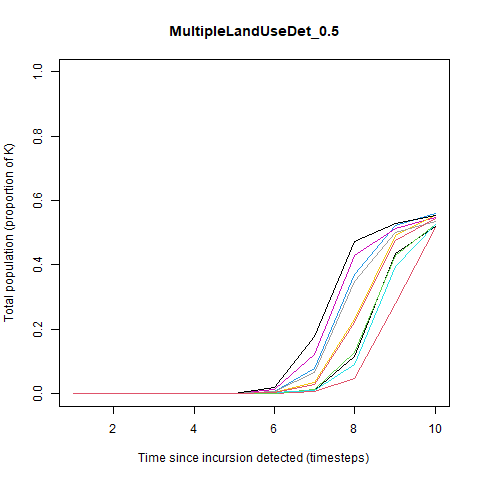 MultipleLandUseDet_0.5
Total population (proportion of K)
1.0
0.8
0.6
0.4
0.2
0.0
2 4 6 8 10
Time since incursion detected (timesteps)